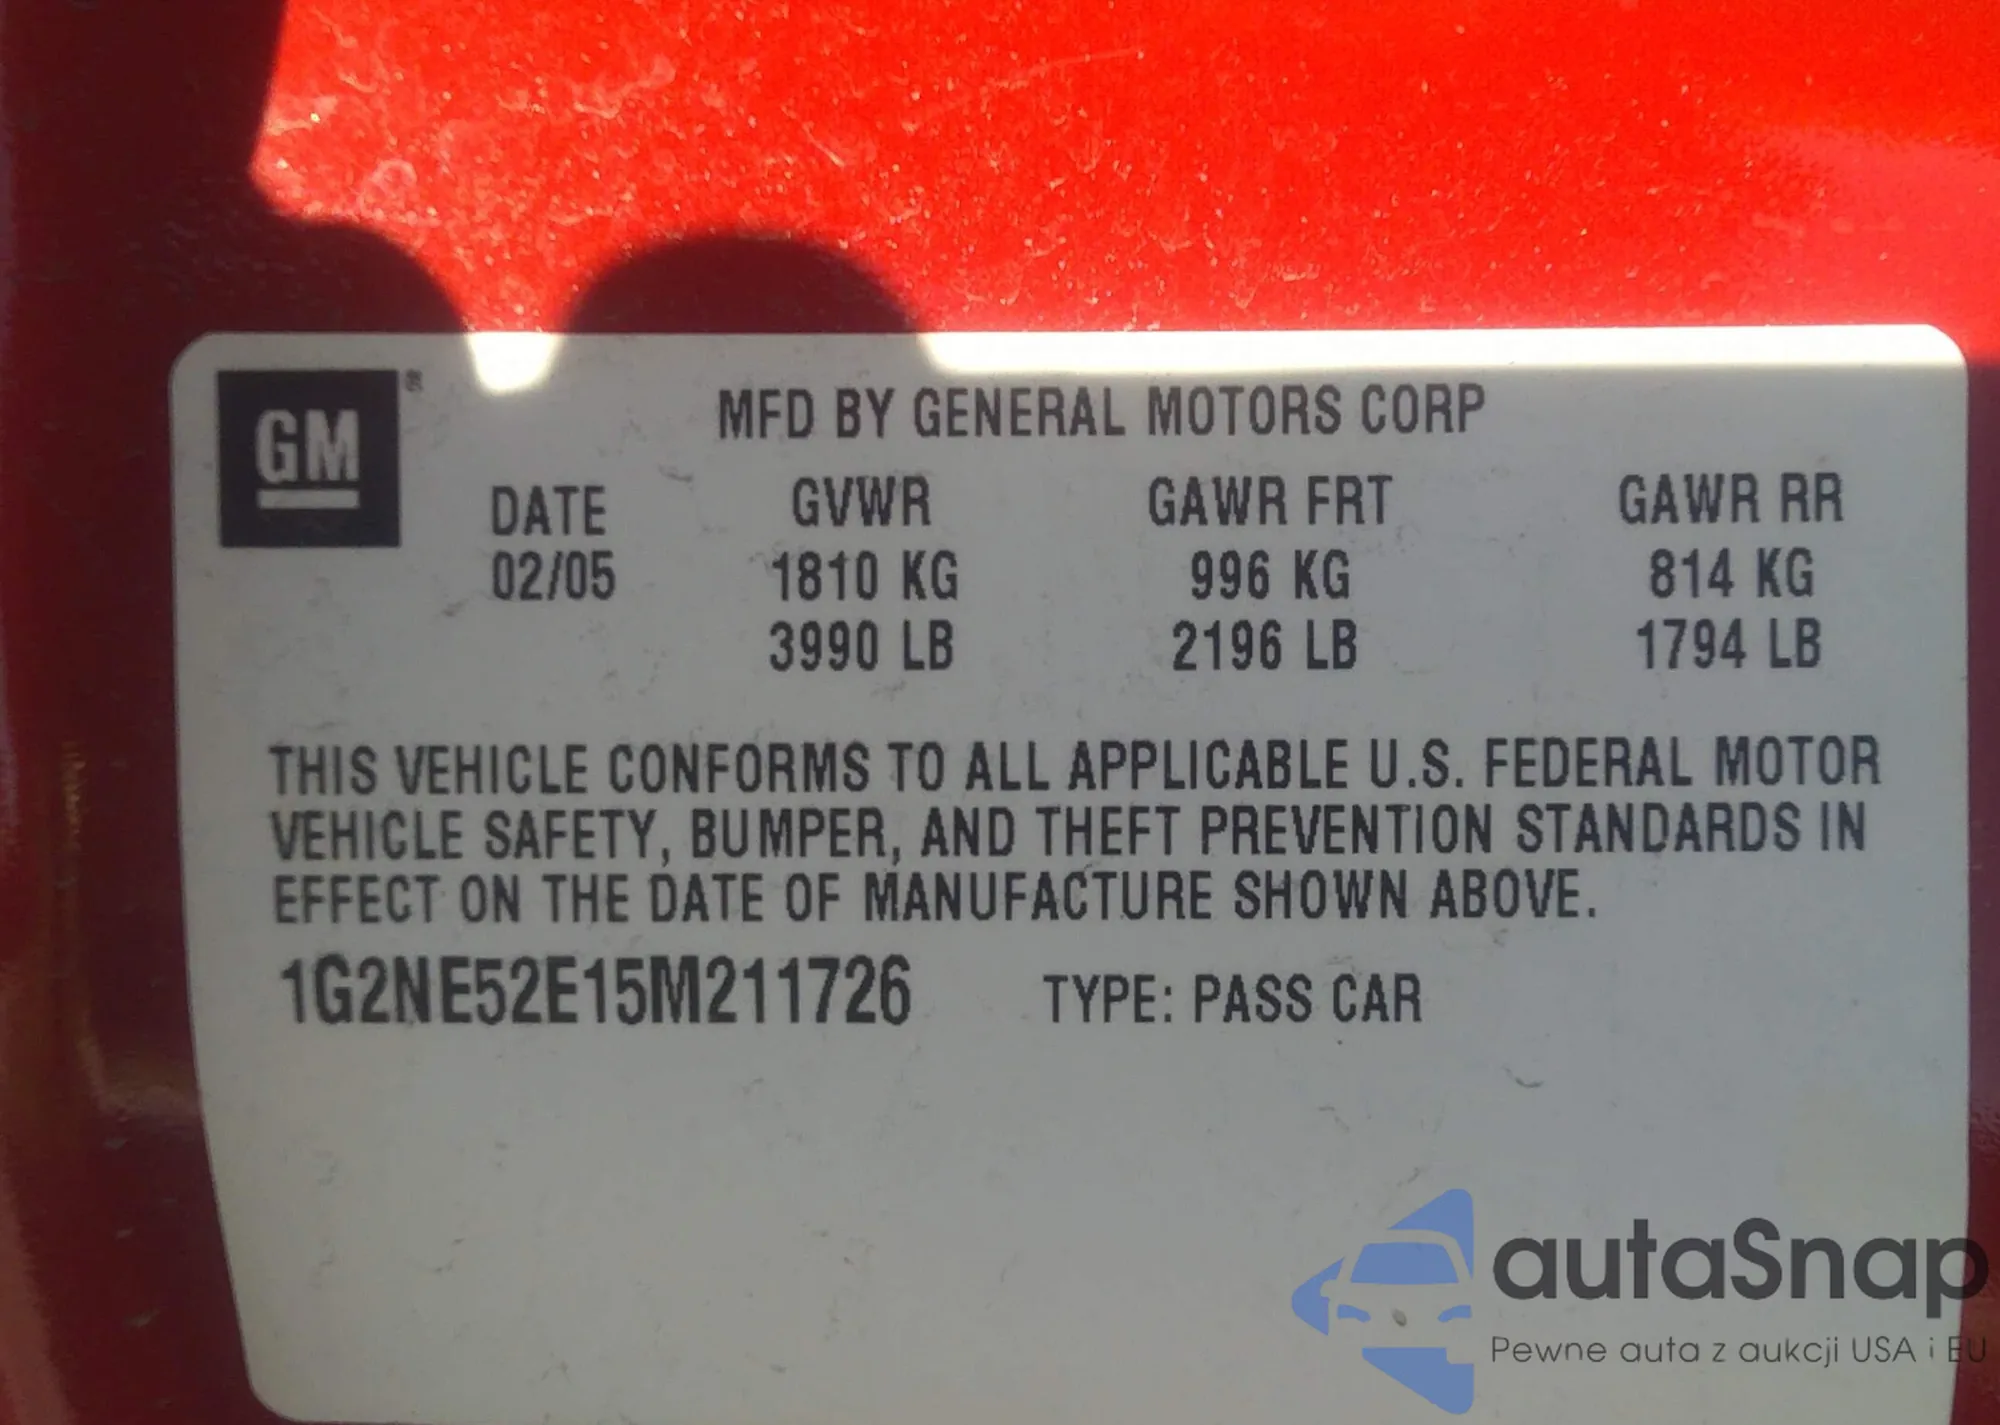 GM
MFD BY GENERAL MOTORS CORP
DATE GVWR GAWR FRT GAWR RR
02/05 1810 KG 996 KG 814 KG
3990 LB 2196 LB 1794 LB
THIS VEHICLE CONFORMS TO ALL APPLICABLE U.S. FEDERAL MOTOR
VEHICLE SAFETY, BUMPER, AND THEFT PREVENTION STANDARDS IN
EFFECT ON THE DATE OF MANUFACTURE SHOWN ABOVE.
1G2NE52E15M211726 TYPE: PASS CAR
autaSnap
Pewne auta z aukcji USA i EU